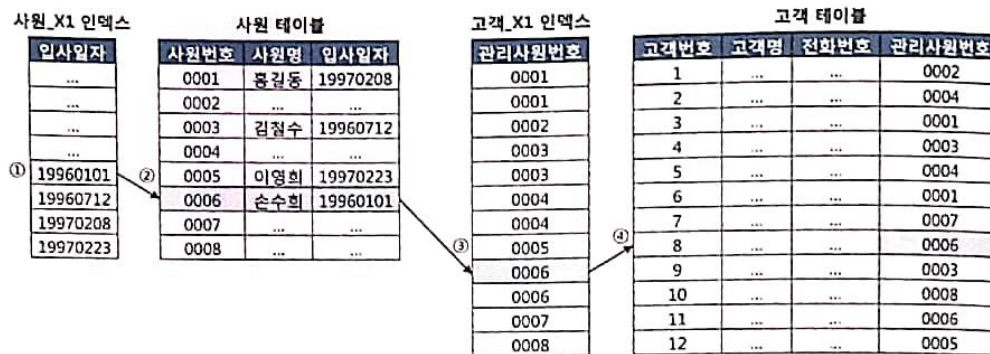 사원_X1 인덱스
입사일자
...
...
...
...
① 19960101
19960712
19970208
19970223
사원 테이블
사원번호 사원명 입사일자
0001 홍길동 19970208
0002 ... ...
0003 김철수 19960712
0004 ... ...
② 0005 이영희 19970223
0006 손수희 19960101
0007 ... ...
0008 ... ...
고객_X1 인덱스
관리사원번호
0001
0001
0002
0003
0003
0004
0004
③ 0005
0006
0006
0007
0008
고객 테이블
고객번호 고객명 전화번호 관리사원번호
1 ... ... 0002
2 ... ... 0004
3 ... ... 0001
4 ... ... 0003
5 ... ... 0004
6 ... ... 0001
7 ... ... 0007
④ 8 ... ... 0006
9 ... ... 0003
10 ... ... 0008
11 ... ... 0006
12 ... ... 0005